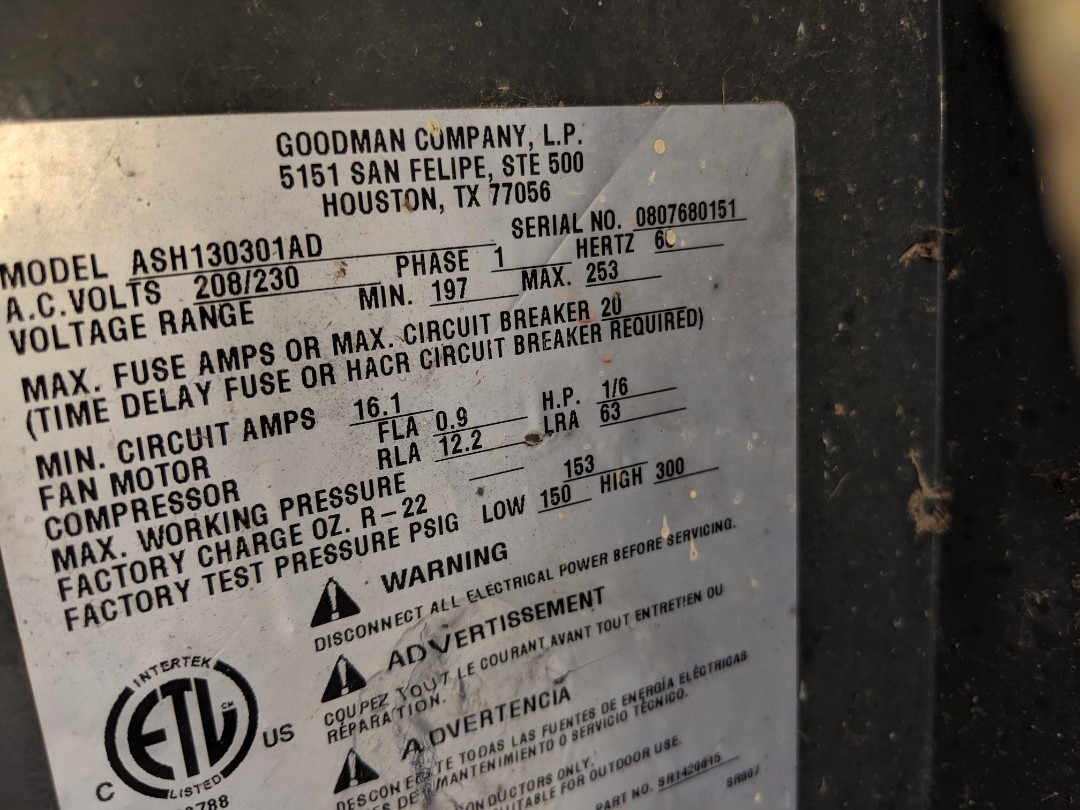 GOODMAN COMPANY, L.P.
5151 SAN FELIPE, STE 500
HOUSTON, TX 77056
MODEL ASH130301AD SERIAL NO. 0807680151
A.C.VOLTS 208/230 PHASE 1 HERTZ 60
VOLTAGE RANGE MIN. 197 MAX. 253
MAX. FUSE AMPS OR MAX. CIRCUIT BREAKER 20
(TIME DELAY FUSE OR HACR CIRCUIT BREAKER REQUIRED)
MIN. CIRCUIT AMPS 16.1
FAN MOTOR FLA 0.9 H.P. 1/6
COMPRESSOR RLA 12.2 LRA 63
MAX. WORKING PRESSURE
FACTORY CHARGE OZ. R-22 153
FACTORY TEST PRESSURE PSIG LOW 150 HIGH 300
WARNING
DISCONNECT ALL ELECTRICAL POWER BEFORE SERVICING.
ADVERTISSEMENT
COUPEZ TOUT LE COURANT AVANT TOUT ENTRETIEN OU
RÉPARATION.
ADVERTENCIA
DESCONECTE TODAS LAS FUENTES DE ENERGÍA ELÉCTRICAS
DE MANTENIMIENTO O SERVICIO TÉCNICO.
ONLY.
SUITABLE FOR OUTDOOR USE.
PART NO.
INTERTEK
ETL CM
C US
LISTED